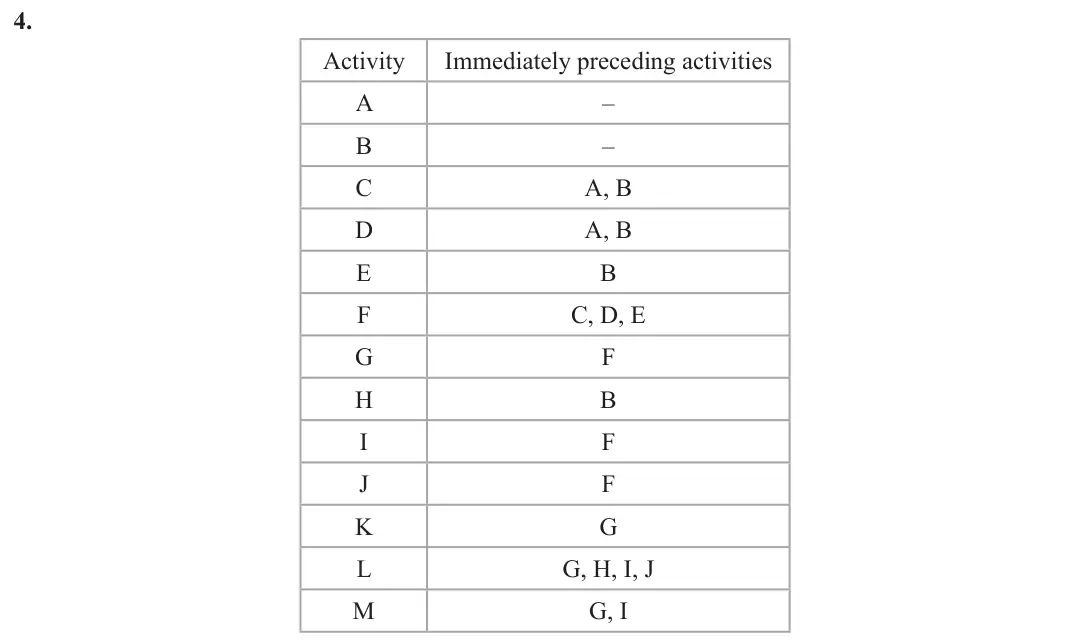 4.
Activity Immediately preceding activities
A –
B –
C A, B
D A, B
E B
F C, D, E
G F
H B
I F
J F
K G
L G, H, I, J
M G, I